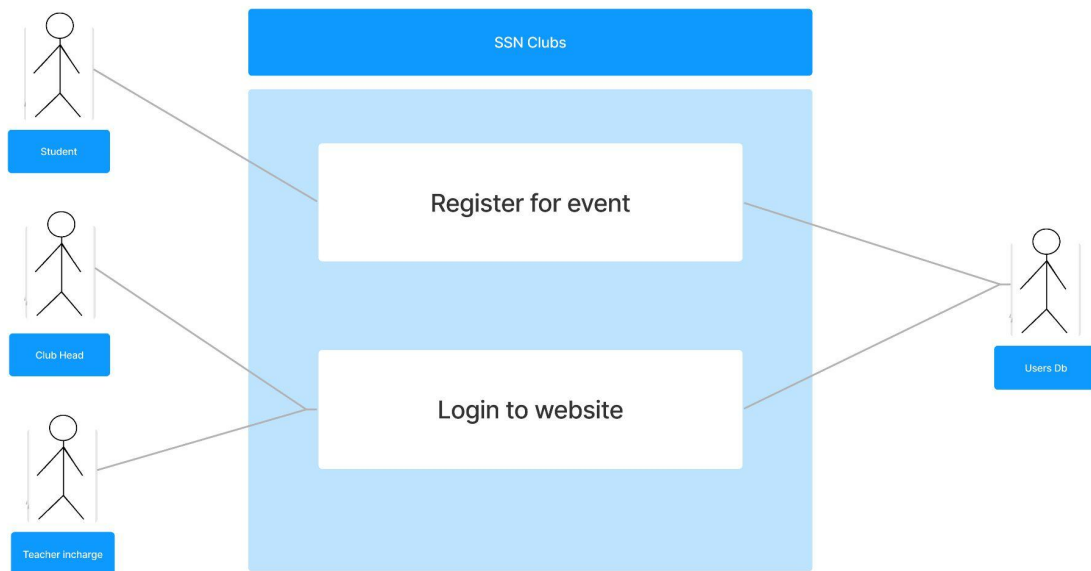 SSN Clubs
Student
Register for event
Club Head
Users Db
Login to website
Teacher incharge